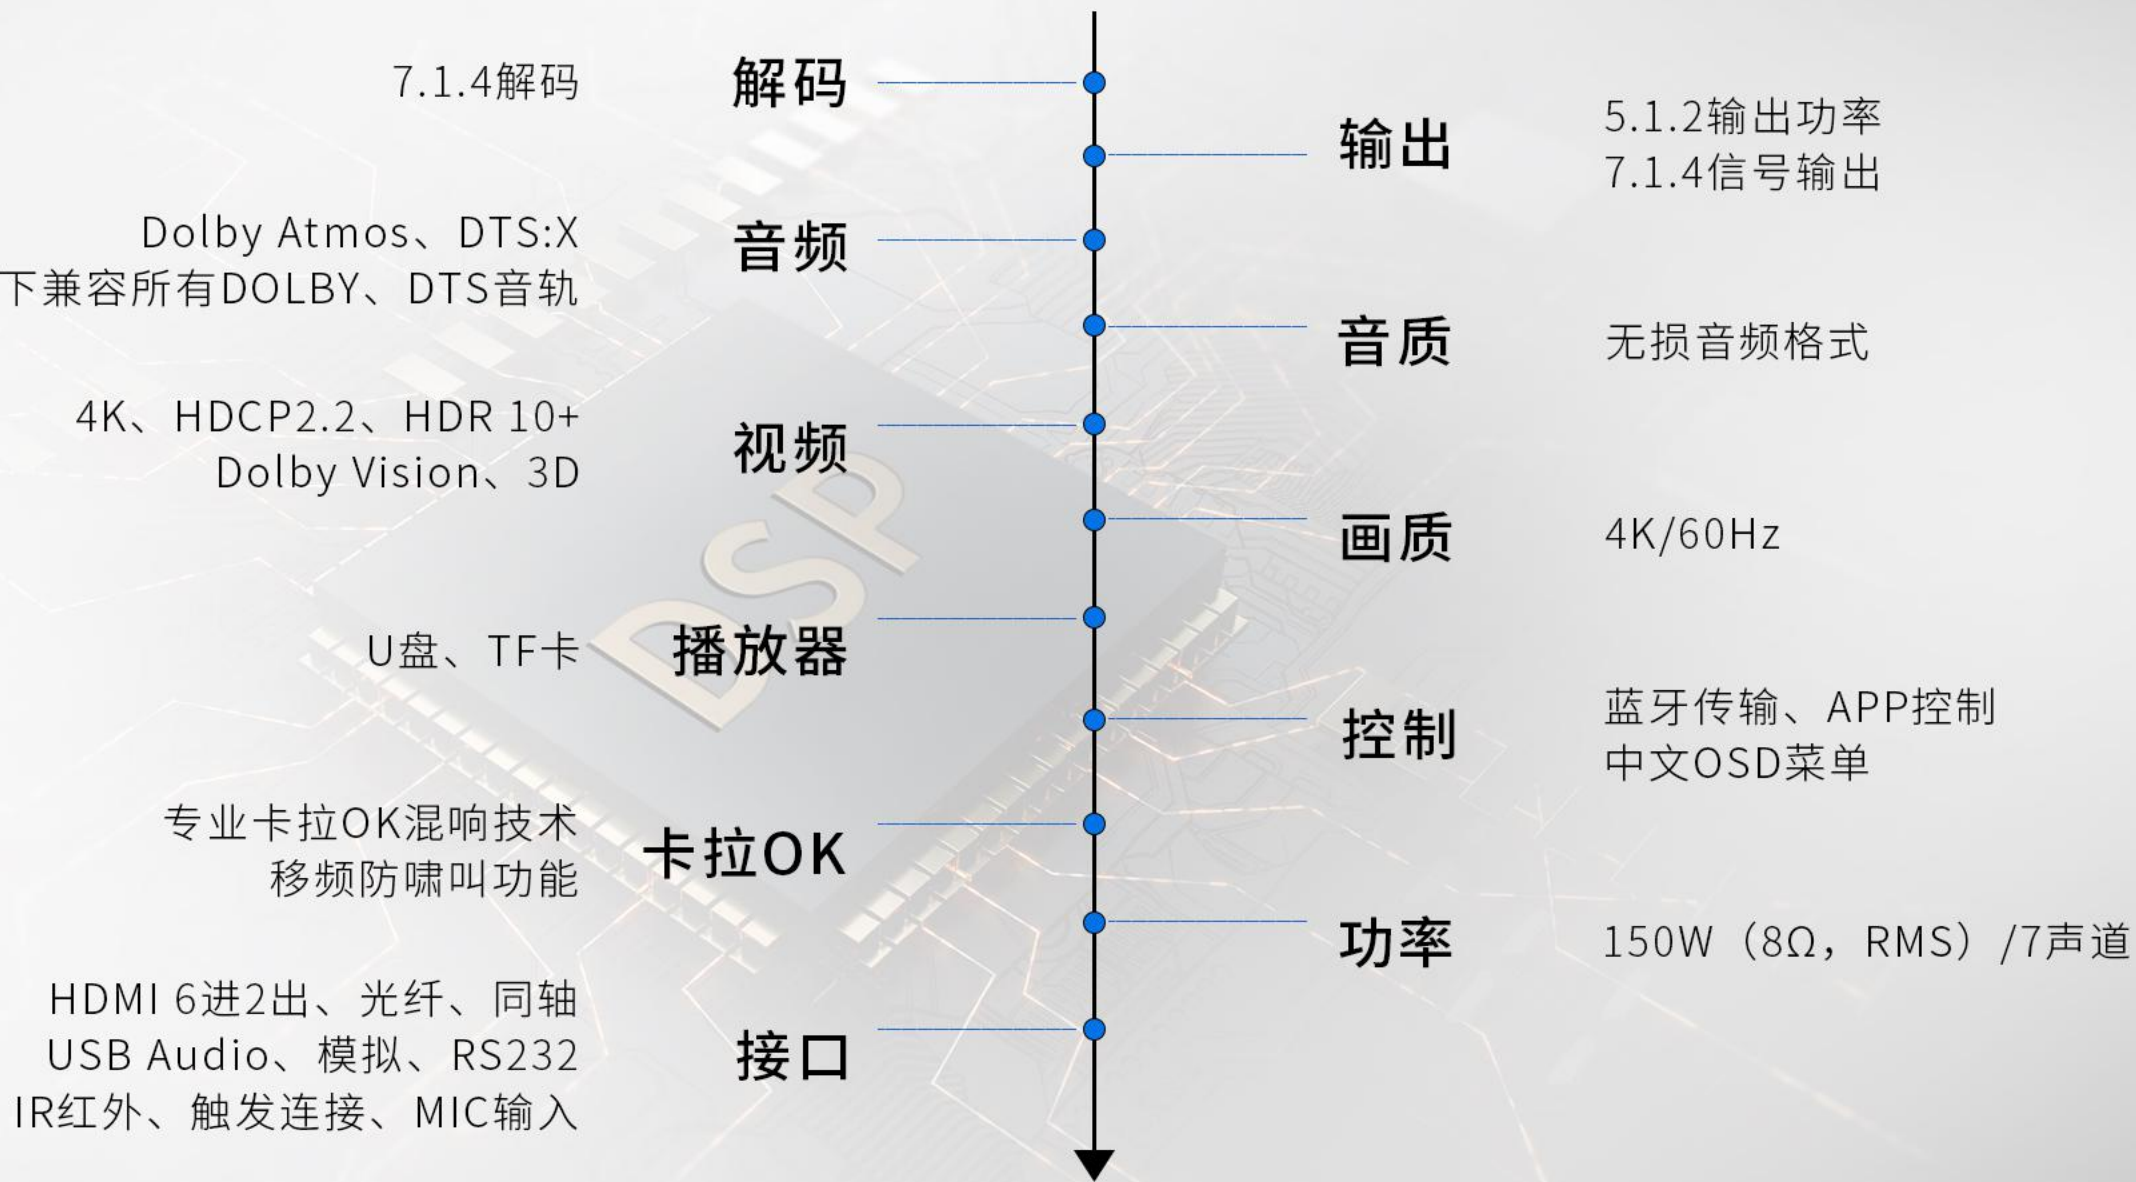 7.1.4解码
解码
输出
5.1.2输出功率
7.1.4信号输出
Dolby Atmos、DTS:X
下兼容所有DOLBY、DTS音轨
音频
音质
无损音频格式
4K、HDCP2.2、HDR 10+
Dolby Vision、3D
视频
画质
4K/60Hz
U盘、TF卡
播放器
控制
蓝牙传输、APP控制
中文OSD菜单
专业卡拉OK混响技术
移频防啸叫功能
卡拉OK
功率
150W（8Ω，RMS）/7声道
HDMI 6进2出、光纤、同轴
USB Audio、模拟、RS232
IR红外、触发连接、MIC输入
接口
DSP